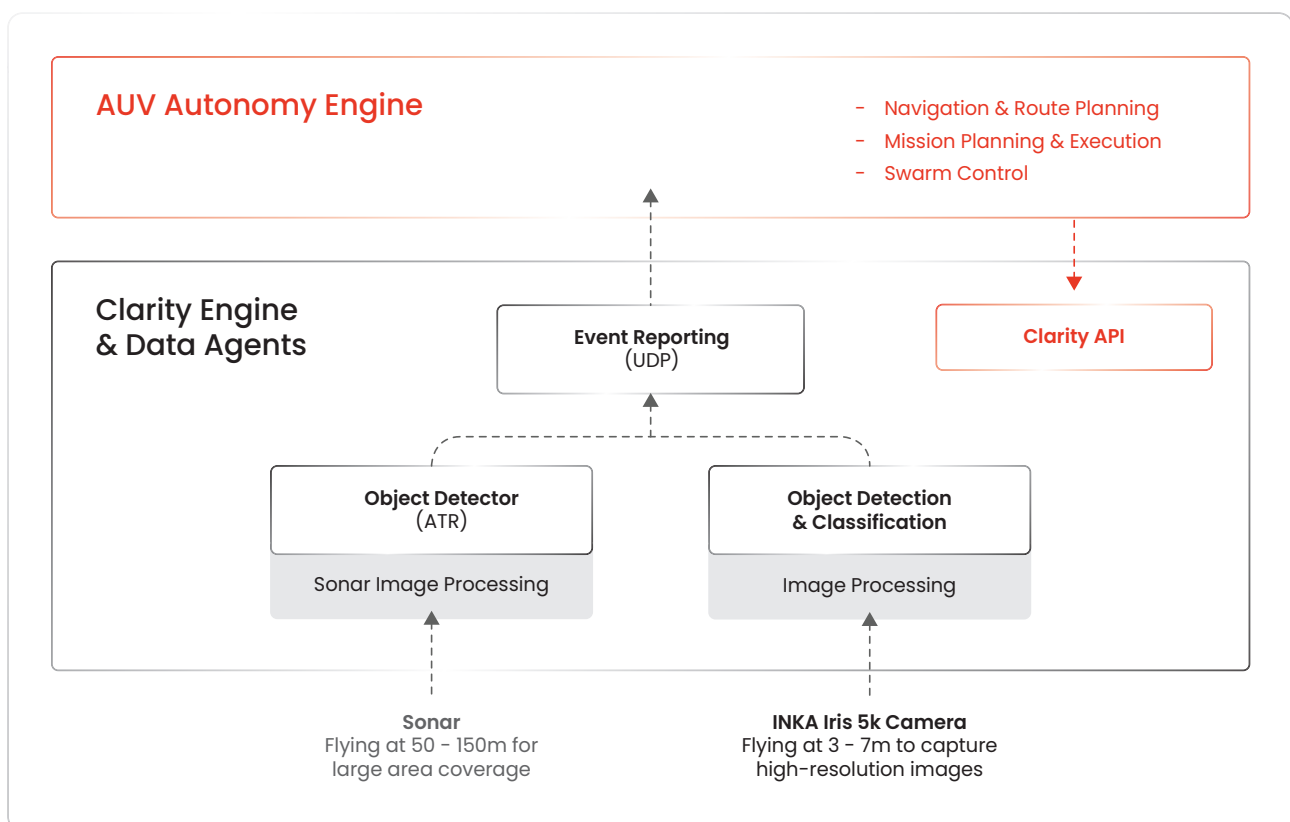 AUV Autonomy Engine
- Navigation & Route Planning
- Mission Planning & Execution
- Swarm Control
Clarity Engine
& Data Agents
Event Reporting
(UDP)
Clarity API
Object Detector
(ATR)
Sonar Image Processing
Object Detection
& Classification
Image Processing
Sonar
Flying at 50 - 150m for
large area coverage
INKA Iris 5k Camera
Flying at 3 - 7m to capture
high-resolution images